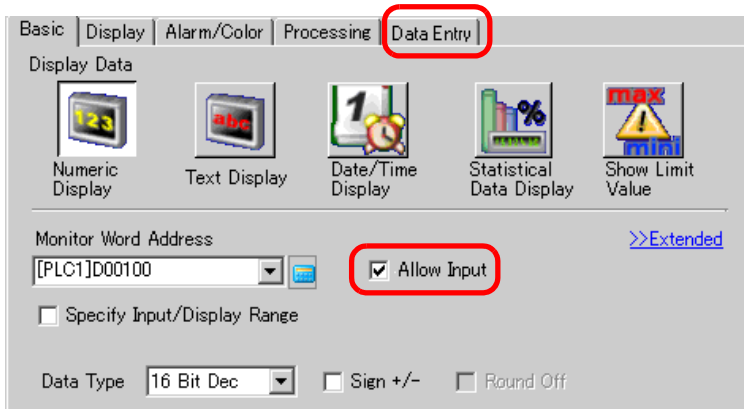 Basic Display Alarm/Color Processing Data Entry
Display Data
123 abc 1 % max mini
Numeric Display Text Display Date/Time Display Statistical Data Display Show Limit Value
Monitor Word Address >>Extended
[PLC1]D00100 Allow Input
Specify Input/Display Range
Data Type 16 Bit Dec Sign +/- Round Off